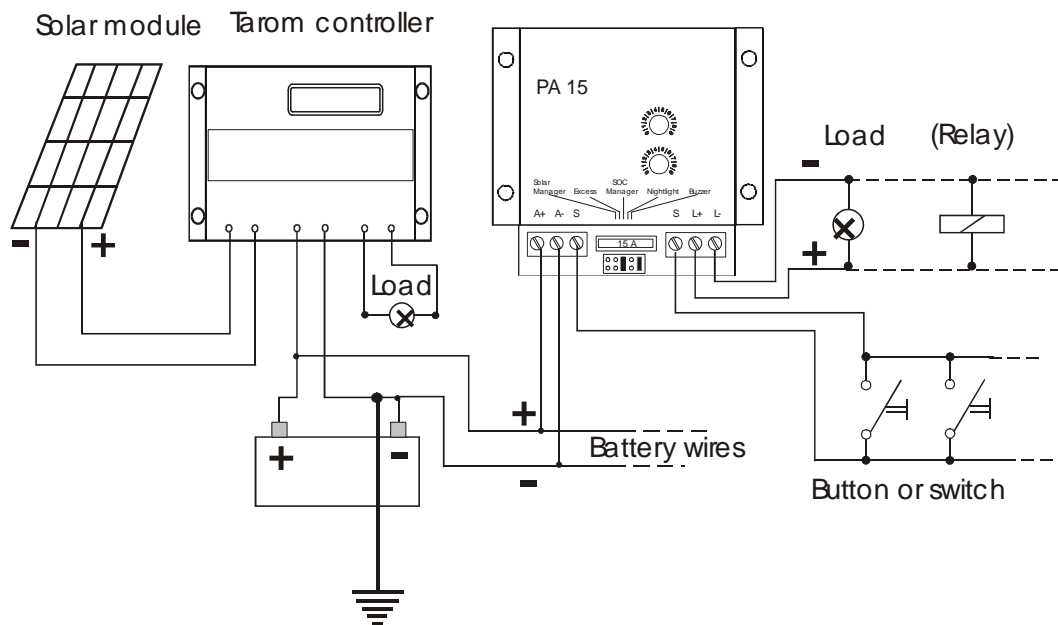 Solar module
Tarom controller
PA 15
Load
(Relay)
-
Solar
Manager
Excess
SOC
Manager
Nightlight
Buzzer
A+ A- S
S L+ L-
15 A
- +
+
Load
+
Battery wires
-
+ -
Button or switch